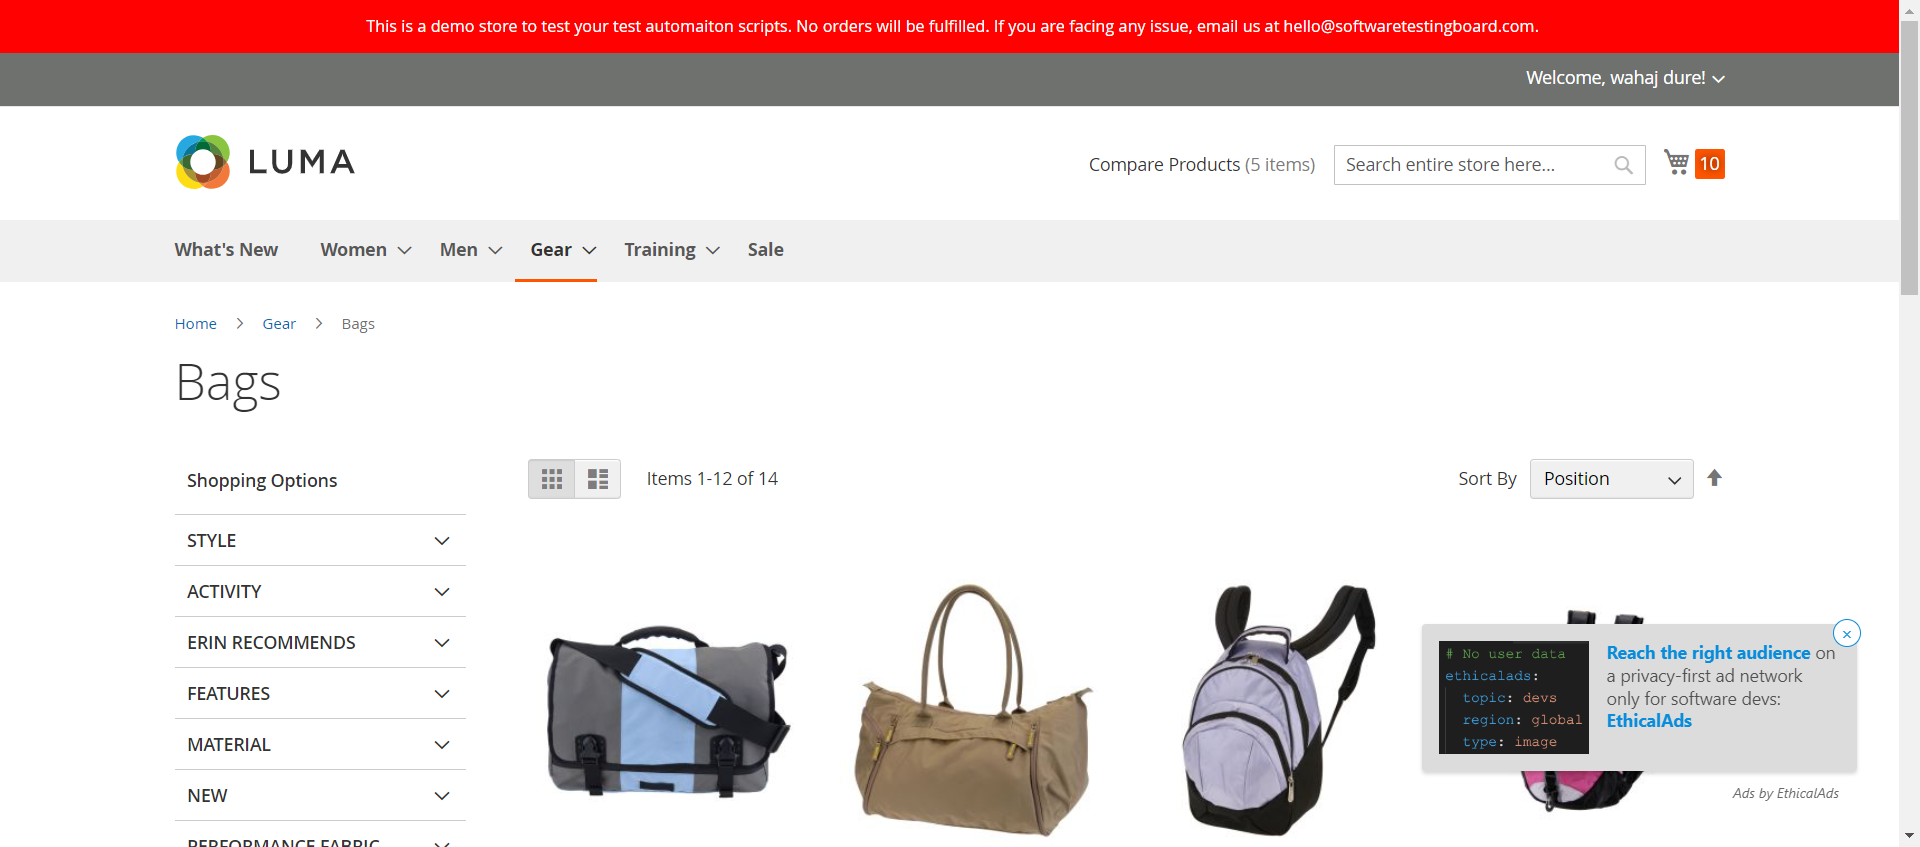 This is a demo store to test your test automaiton scripts. No orders will be fulfilled. If you are facing any issue, email us at hello@softwaretestingboard.com.
Welcome, wahaj dure!
LUMA
Compare Products (5 items)
Search entire store here...
10
What's New
Women
Men
Gear
Training
Sale
Home
Gear
Bags
Bags
Shopping Options
Items 1-12 of 14
Sort By
Position
STYLE
ACTIVITY
ERIN RECOMMENDS
FEATURES
MATERIAL
NEW
PERFORMANCE FABRIC
# No user data
ethicalads:
topic: devs
region: global
type: image
Reach the right audience on
a privacy-first ad network
only for software devs:
EthicalAds
Ads by EthicalAds